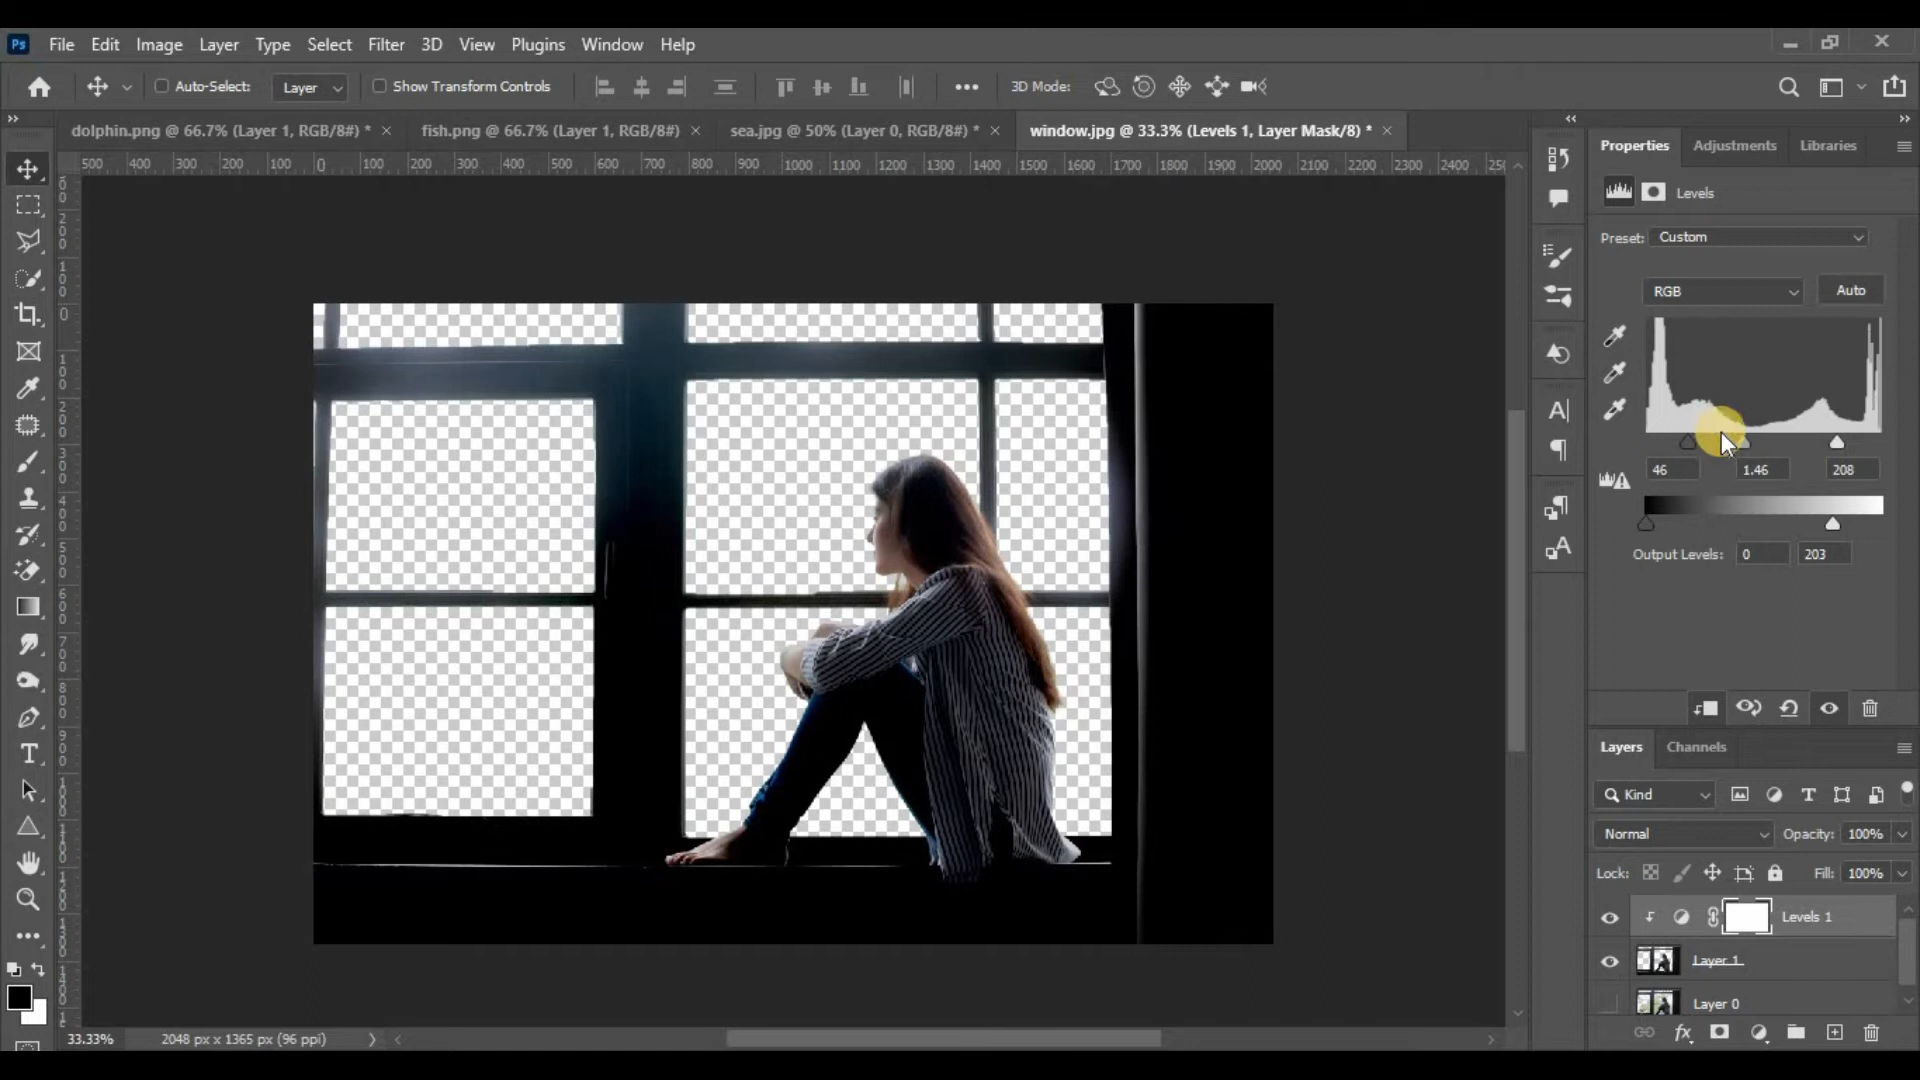 Ps File Edit Image Layer Type Select Filter 3D View Plugins Window Help
Auto-Select: Layer Show Transform Controls 3D Mode:
dolphin.png @ 66.7% (Layer 1, RGB/8#) * fish.png @ 66.7% (Layer 1, RGB/8#) sea.jpg @ 50% (Layer 0, RGB/8#) * window.jpg @ 33.3% (Levels 1, Layer Mask/8) *
500 400 300 200 100 0 100 200 300 400 500 600 700 800 900 1000 1100 1200 1300 1400 1500 1600 1700 1800 1900 2000 2100 2200 2300 2400
Properties Adjustments Libraries
Levels
Preset: Custom
RGB Auto
46 1.46 208
Output Levels: 0 203
Layers Channels
Kind
Normal Opacity: 100%
Lock: Fill: 100%
Levels 1
Layer 1
Layer 0
fx
33.33% 2048 px x 1365 px (96 ppi)